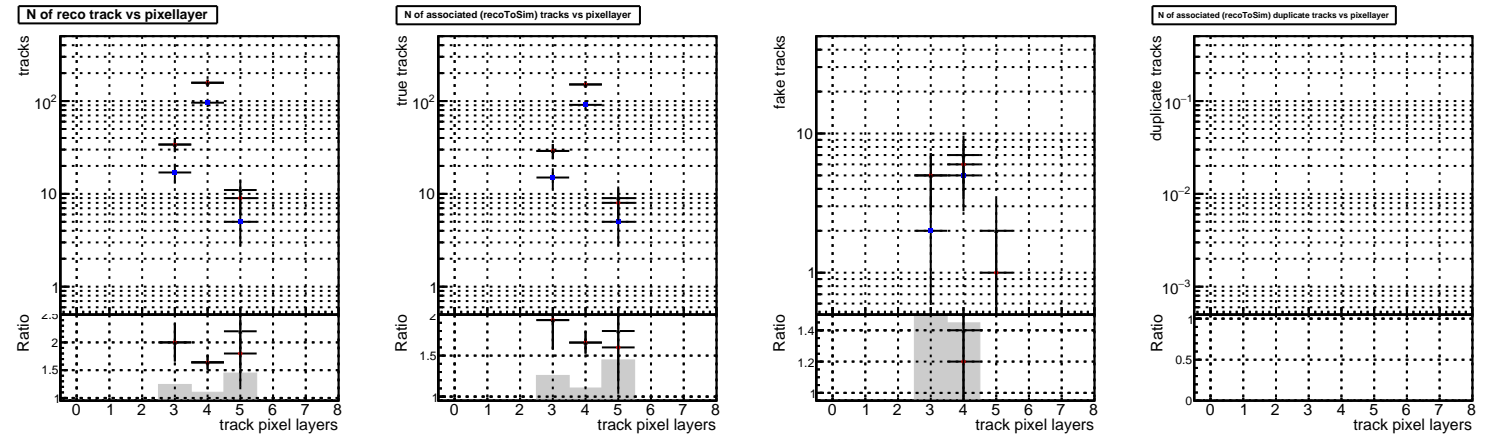 N of reco track vs pixellayer
tracks
10²
10
1
Ratio
2.5
2
1.5
1
0 1 2 3 4 5 6 7 8
track pixel layers
N of associated (recoToSim) tracks vs pixellayer
true tracks
10²
10
1
Ratio
2
1.5
1
0 1 2 3 4 5 6 7 8
track pixel layers
fake tracks
10
1
Ratio
1.4
1.2
1
0 1 2 3 4 5 6 7 8
track pixel layers
N of associated (recoToSim) duplicate tracks vs pixellayer
duplicate tracks
10⁻¹
10⁻²
10⁻³
Ratio
1
0.5
0
0 1 2 3 4 5 6 7 8
track pixel layers